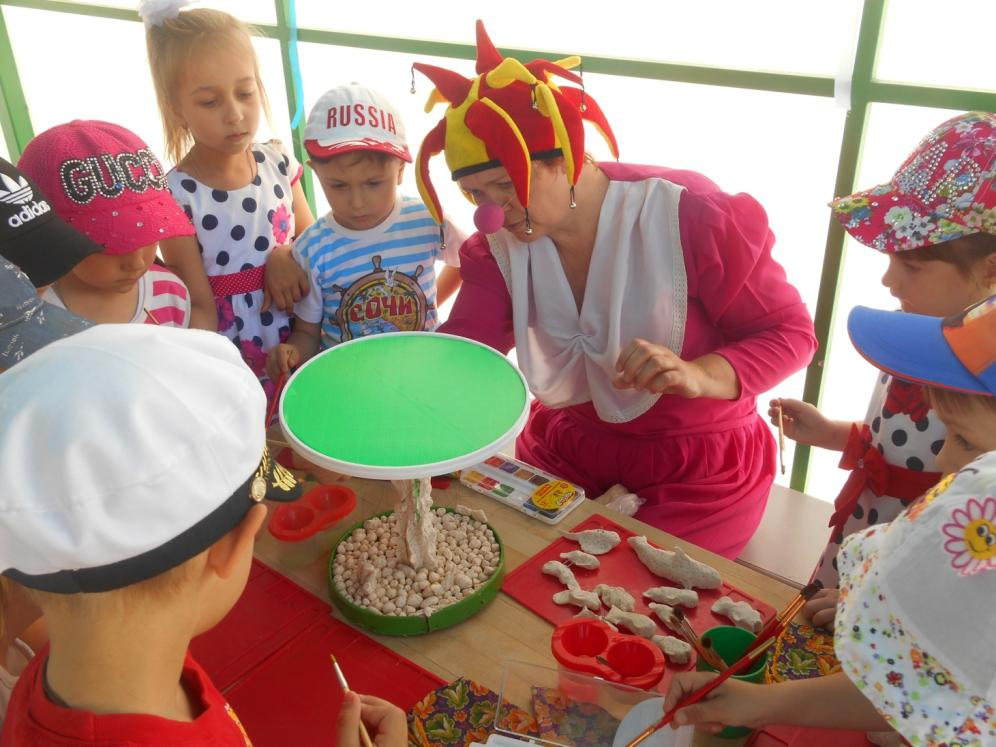 RUSSIA
GUCCI
adidas
СОЧИ